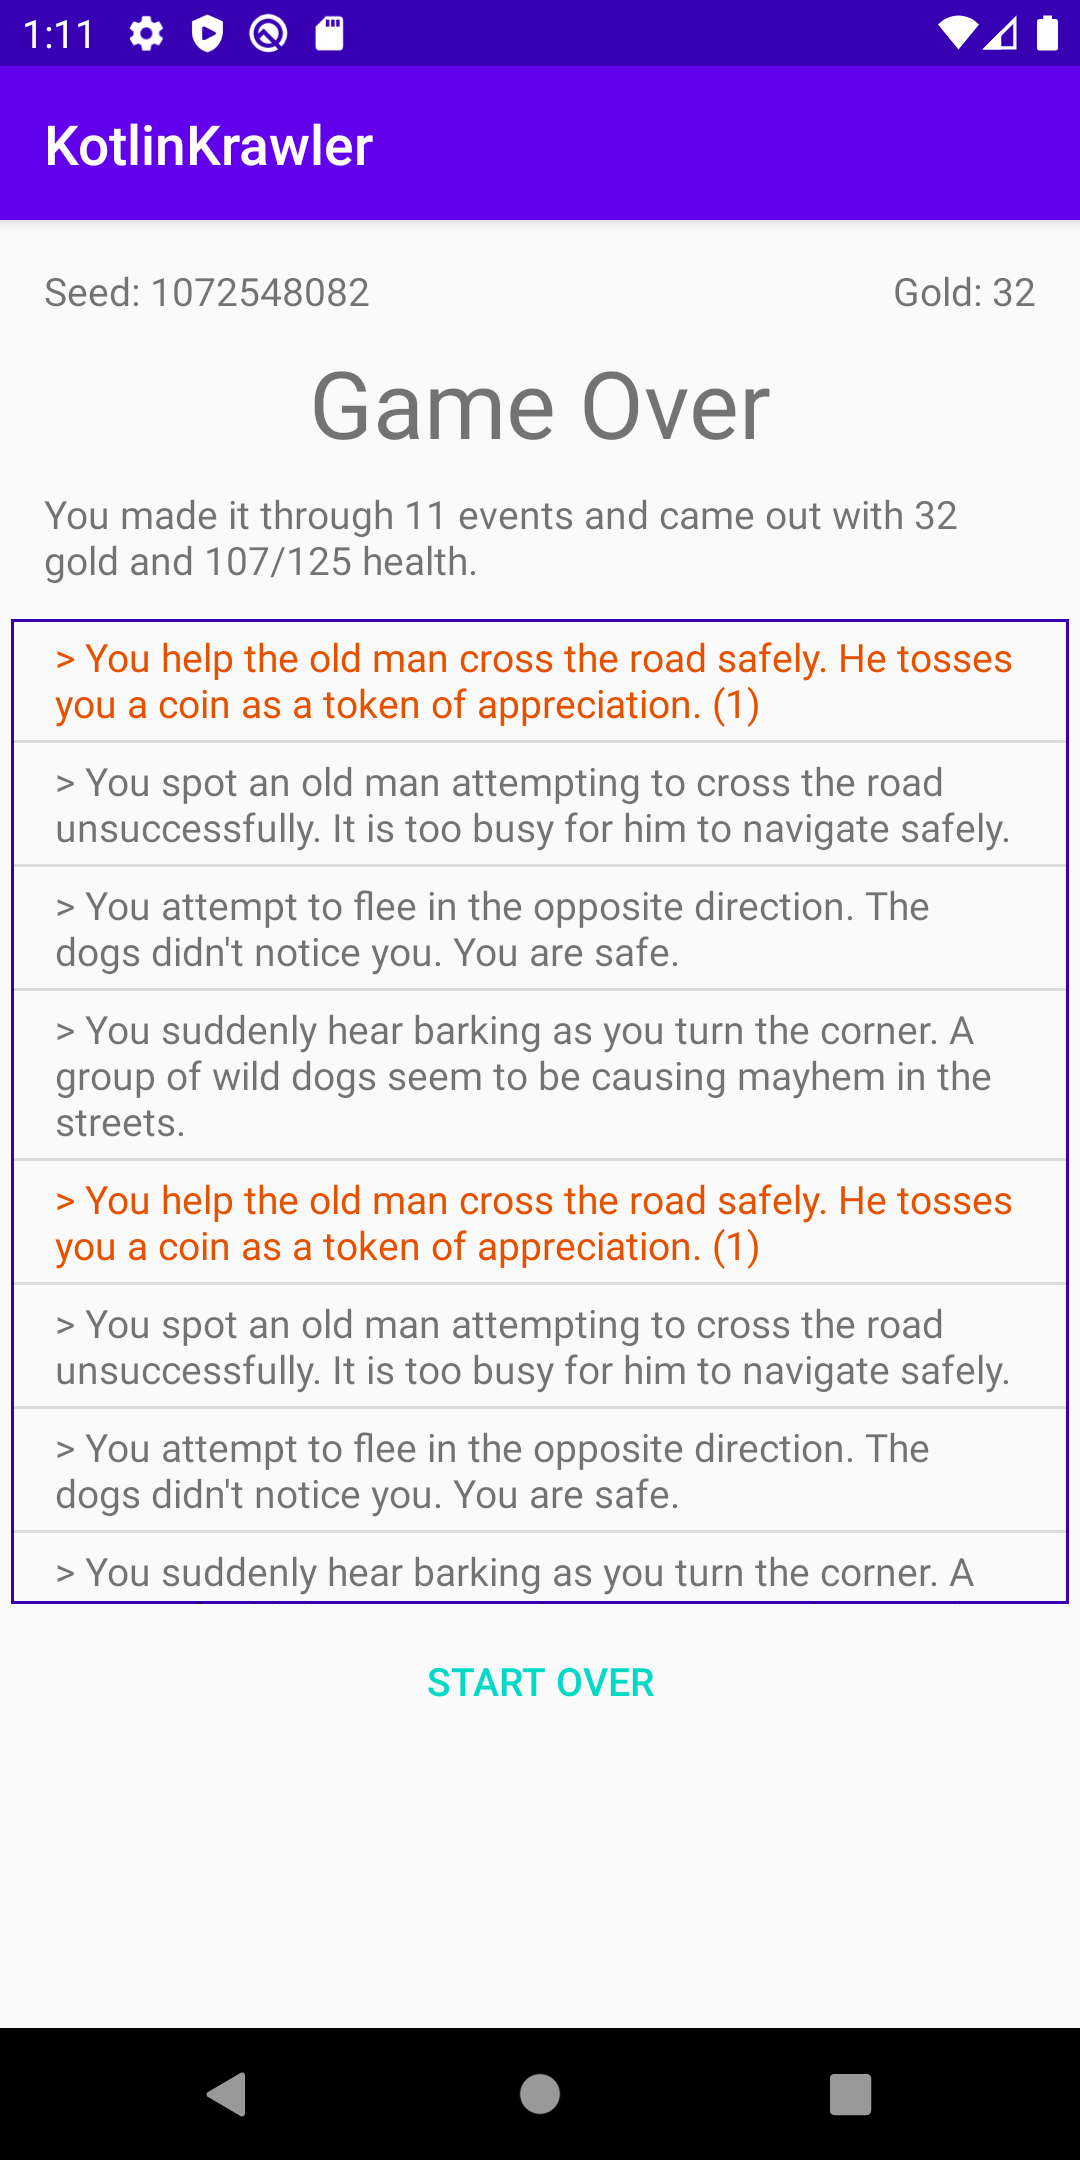 1:11
KotlinKrawler
Seed: 1072548082
Gold: 32
Game Over
You made it through 11 events and came out with 32
gold and 107/125 health.
> You help the old man cross the road safely. He tosses
you a coin as a token of appreciation. (1)
> You spot an old man attempting to cross the road
unsuccessfully. It is too busy for him to navigate safely.
> You attempt to flee in the opposite direction. The
dogs didn't notice you. You are safe.
> You suddenly hear barking as you turn the corner. A
group of wild dogs seem to be causing mayhem in the
streets.
> You help the old man cross the road safely. He tosses
you a coin as a token of appreciation. (1)
> You spot an old man attempting to cross the road
unsuccessfully. It is too busy for him to navigate safely.
> You attempt to flee in the opposite direction. The
dogs didn't notice you. You are safe.
> You suddenly hear barking as you turn the corner. A
START OVER